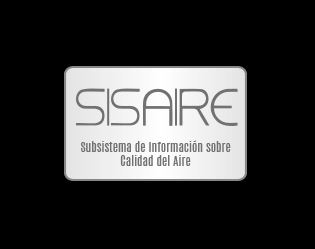 SISAIRE
Subsistema de Información sobre
Calidad del Aire